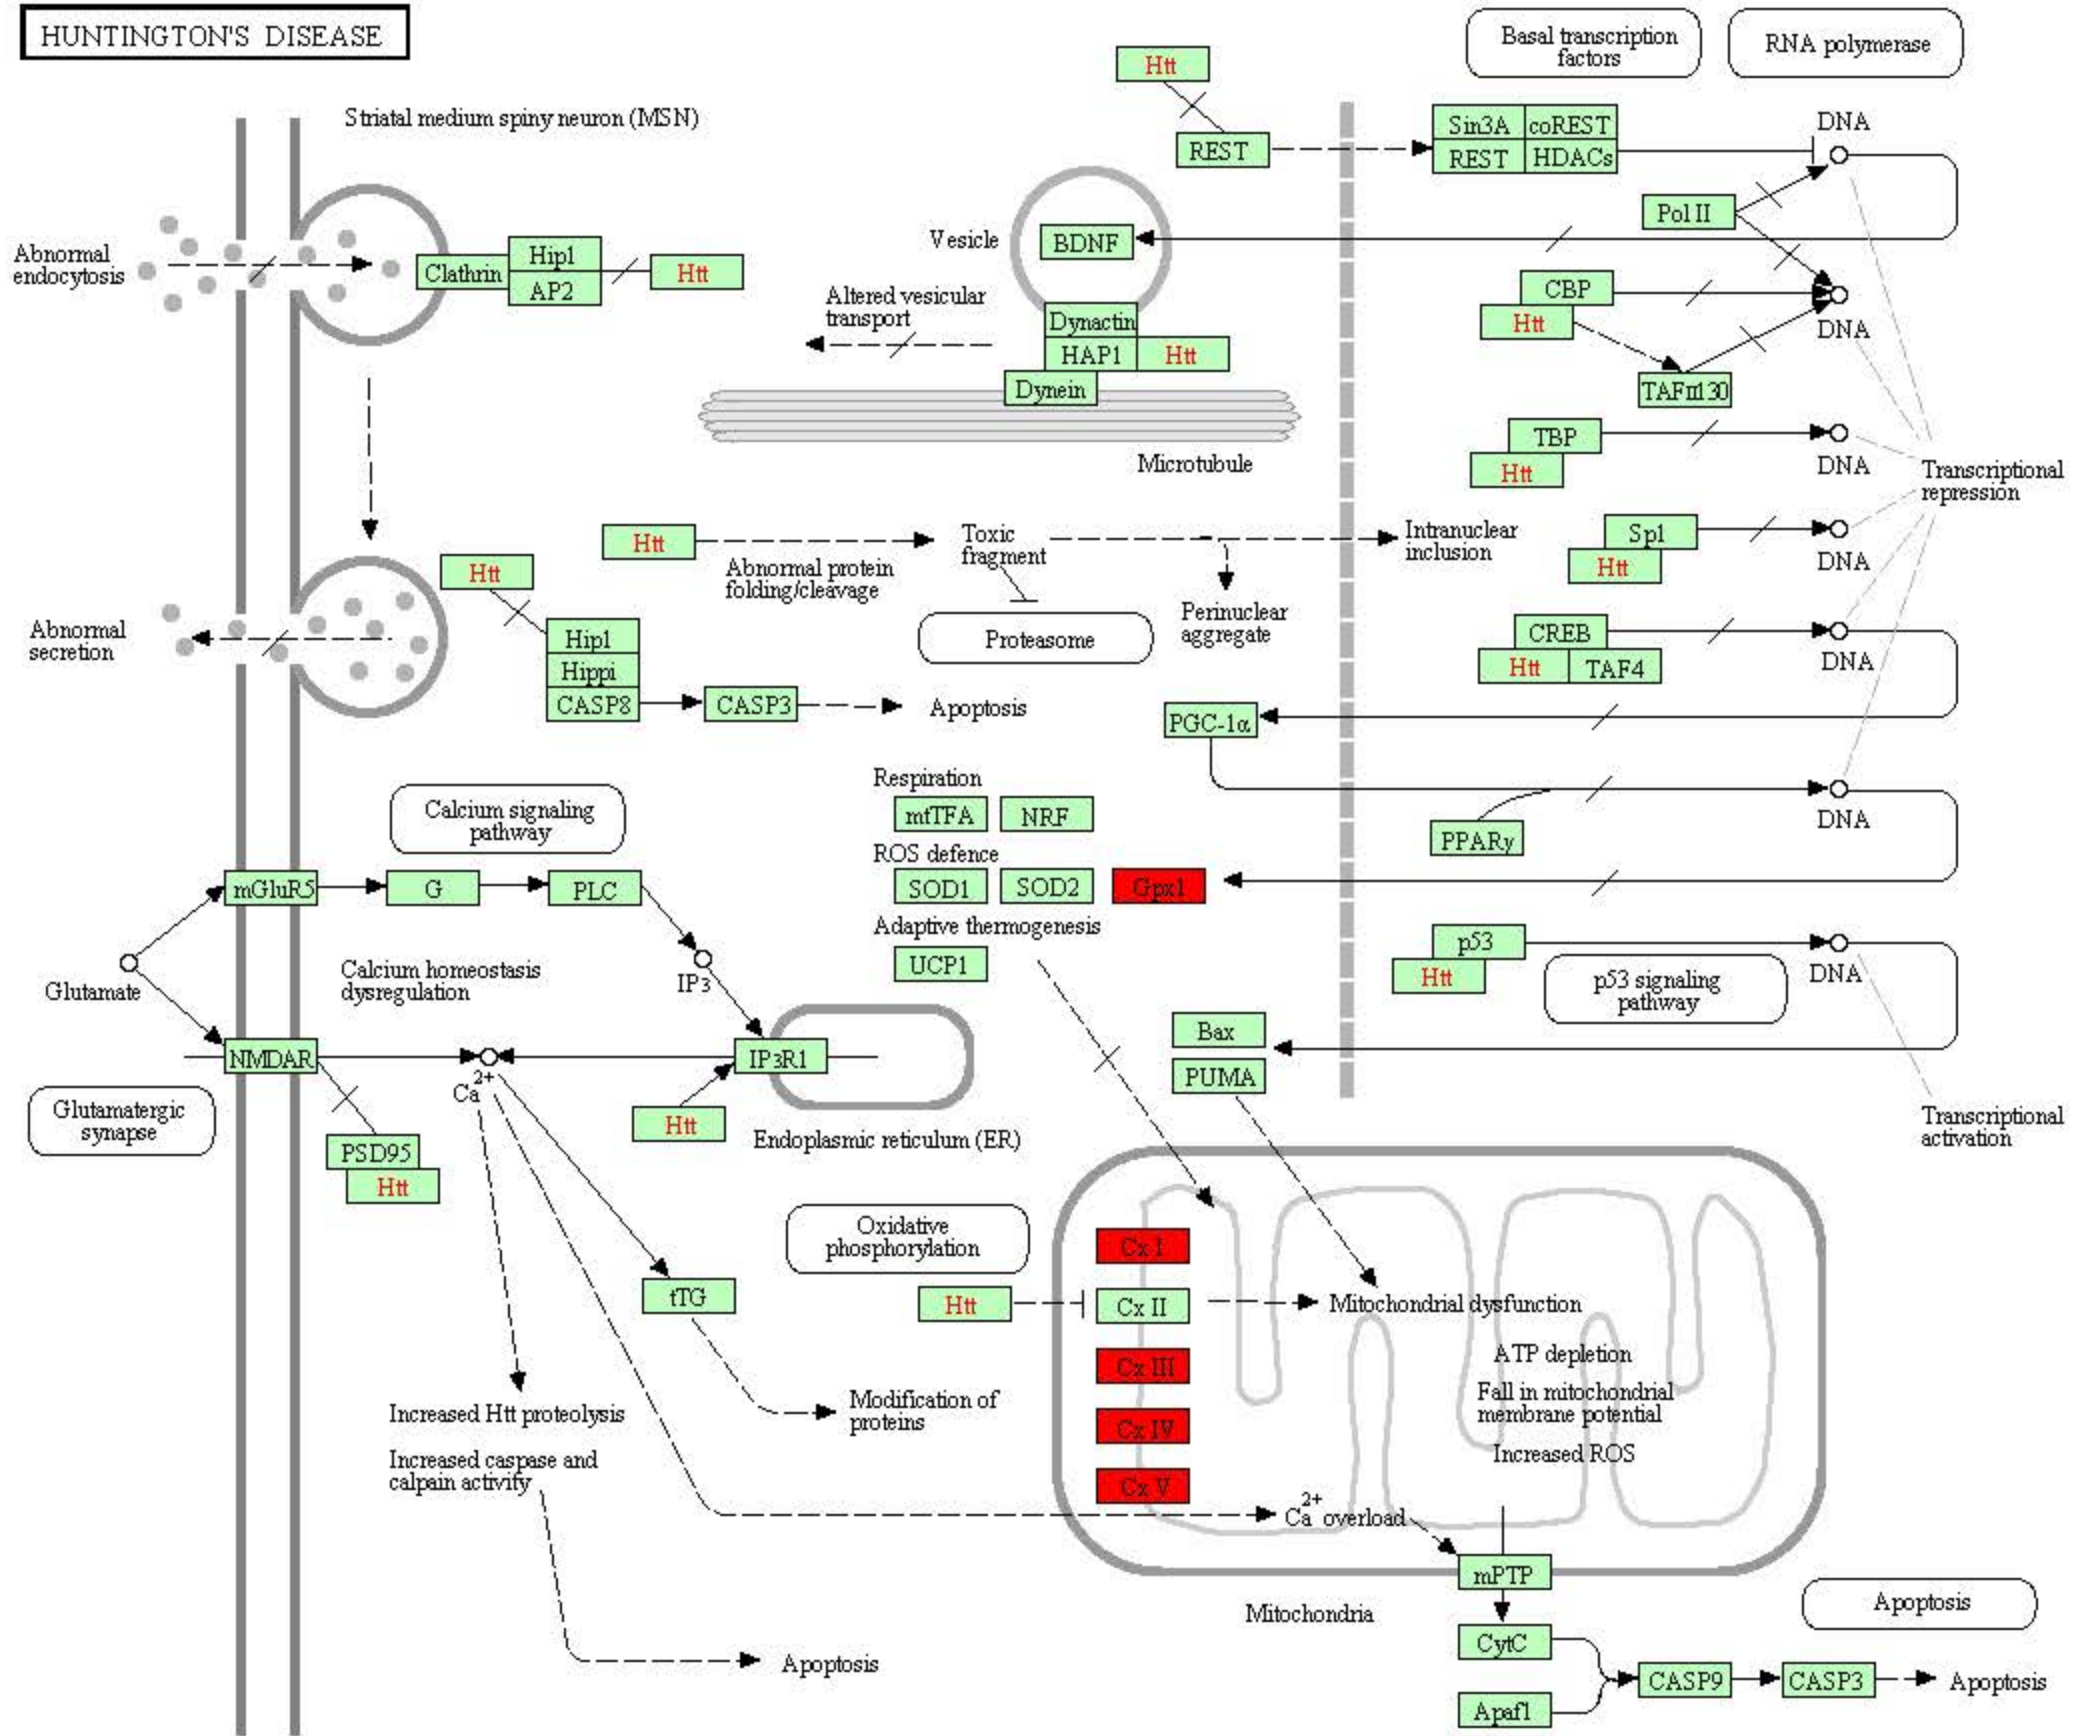 HUNTINGTON'S DISEASE
Basal transcription
factors
RNA polymerase
Htt
Striatal medium spiny neuron (MSN)
REST
Sin3A
coREST
REST
HDACs
DNA
Pol II
Vesicle
BDNF
Abnormal
endocytosis
Clathrin
Hip1
AP2
Htt
Altered vesicular
transport
Dynactin
HAP1
Htt
Dynein
CBP
Htt
DNA
TAFII130
TBP
Htt
DNA
Microtubule
Transcriptional
repression
Htt
Abnormal protein
folding/cleavage
Toxic
fragment
Intranuclear
inclusion
Sp1
Htt
DNA
Htt
Perinuclear
aggregate
Proteasome
Abnormal
secretion
Hip1
Hippi
CASP8
CASP3
Apoptosis
CREB
Htt
TAF4
DNA
PGC-1α
Respiration
mtTFA
NRF
Calcium signaling
pathway
PPARγ
DNA
ROS defence
SOD1
SOD2
Gpx1
mGluR5
G
PLC
Adaptive thermogenesis
UCP1
p53
Htt
p53 signaling
pathway
DNA
Glutamate
Calcium homeostasis
dysregulation
IP3
Bax
PUMA
NMDAR
Ca2+
IP3R1
Htt
Endoplasmic reticulum (ER)
Glutamatergic
synapse
PSD95
Htt
Transcriptional
activation
Oxidative
phosphorylation
Cx I
Htt
Cx II
Mitochondrial dysfunction
tTG
Cx III
ATP depletion
Fall in mitochondrial
membrane potential
Increased ROS
Modification of
proteins
Cx IV
Increased Htt proteolysis
Increased caspase and
calpain activity
Cx V
Ca2+ overload
mPTP
Mitochondria
Apoptosis
CytC
Apoptosis
CASP9
CASP3
Apoptosis
Apaf1